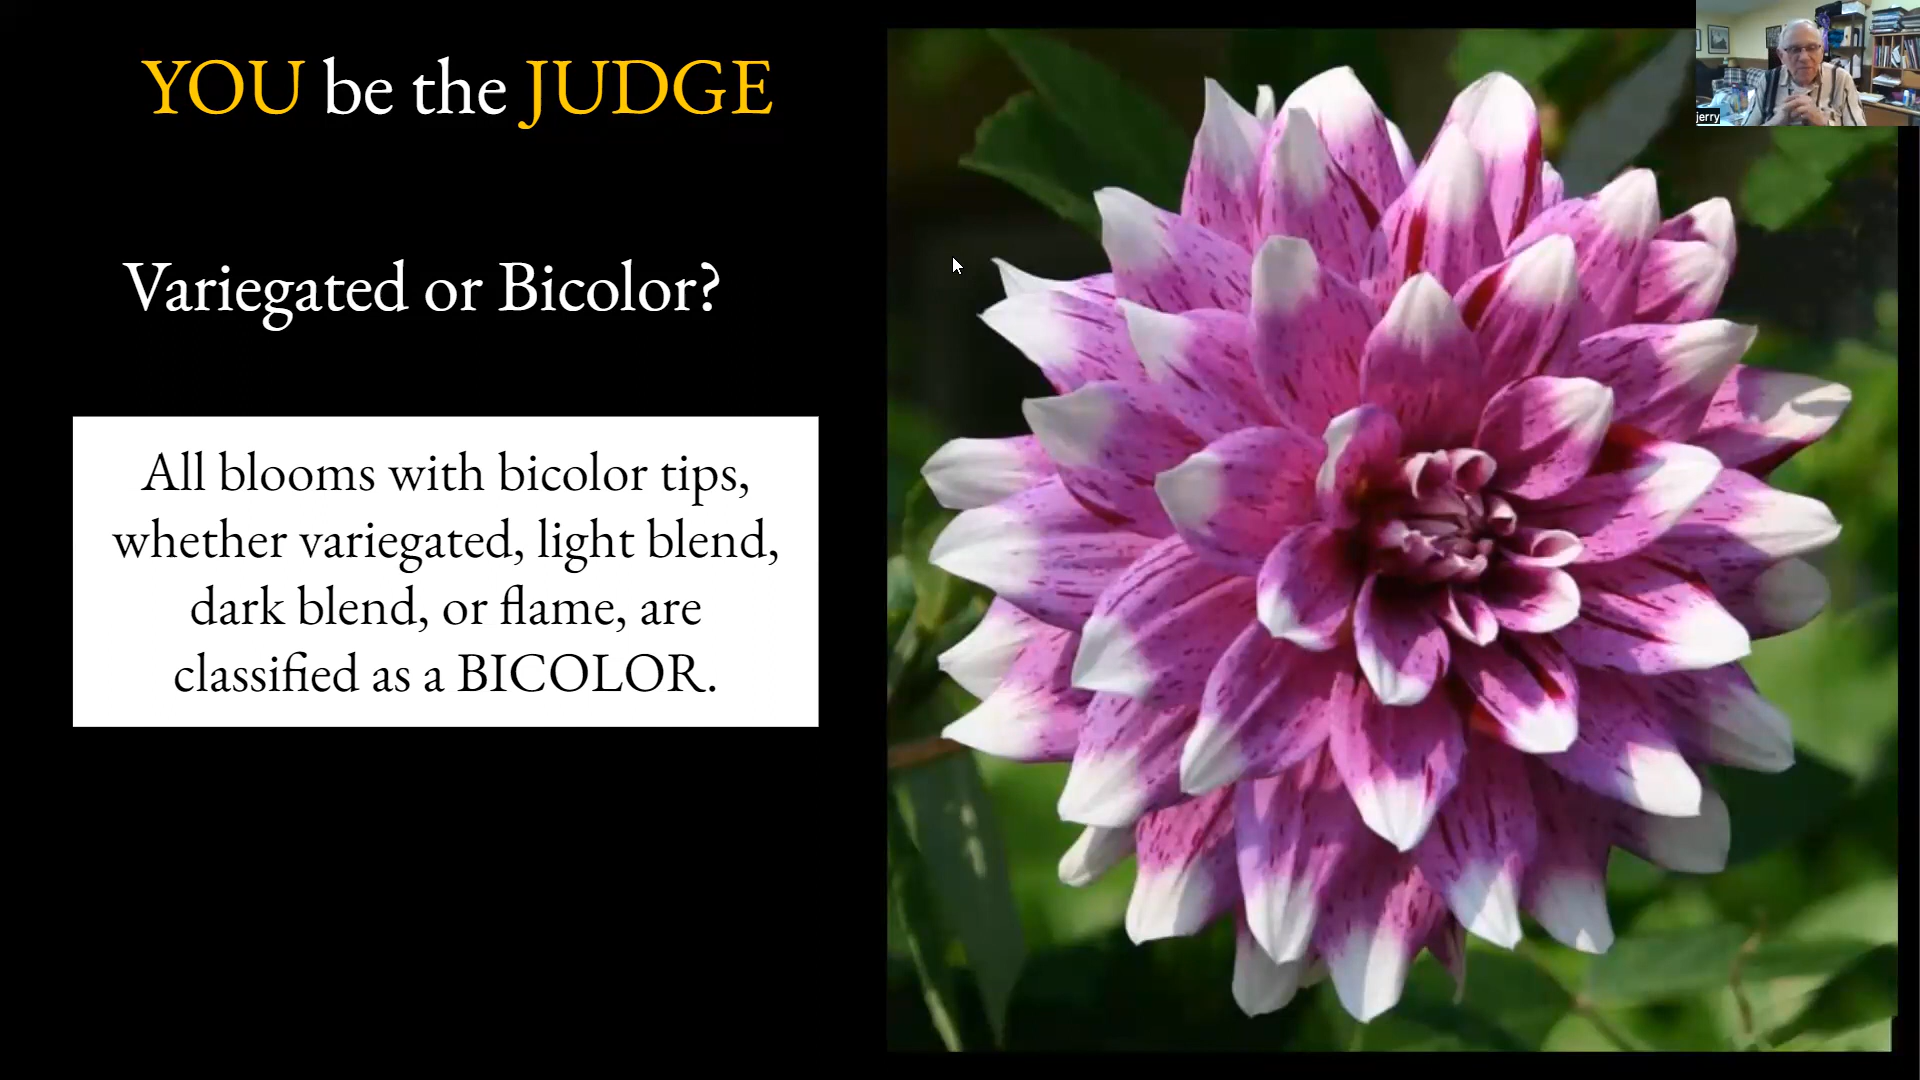 YOU be the JUDGE
Variegated or Bicolor?
All blooms with bicolor tips,
whether variegated, light blend,
dark blend, or flame, are
classified as a BICOLOR.
jerry